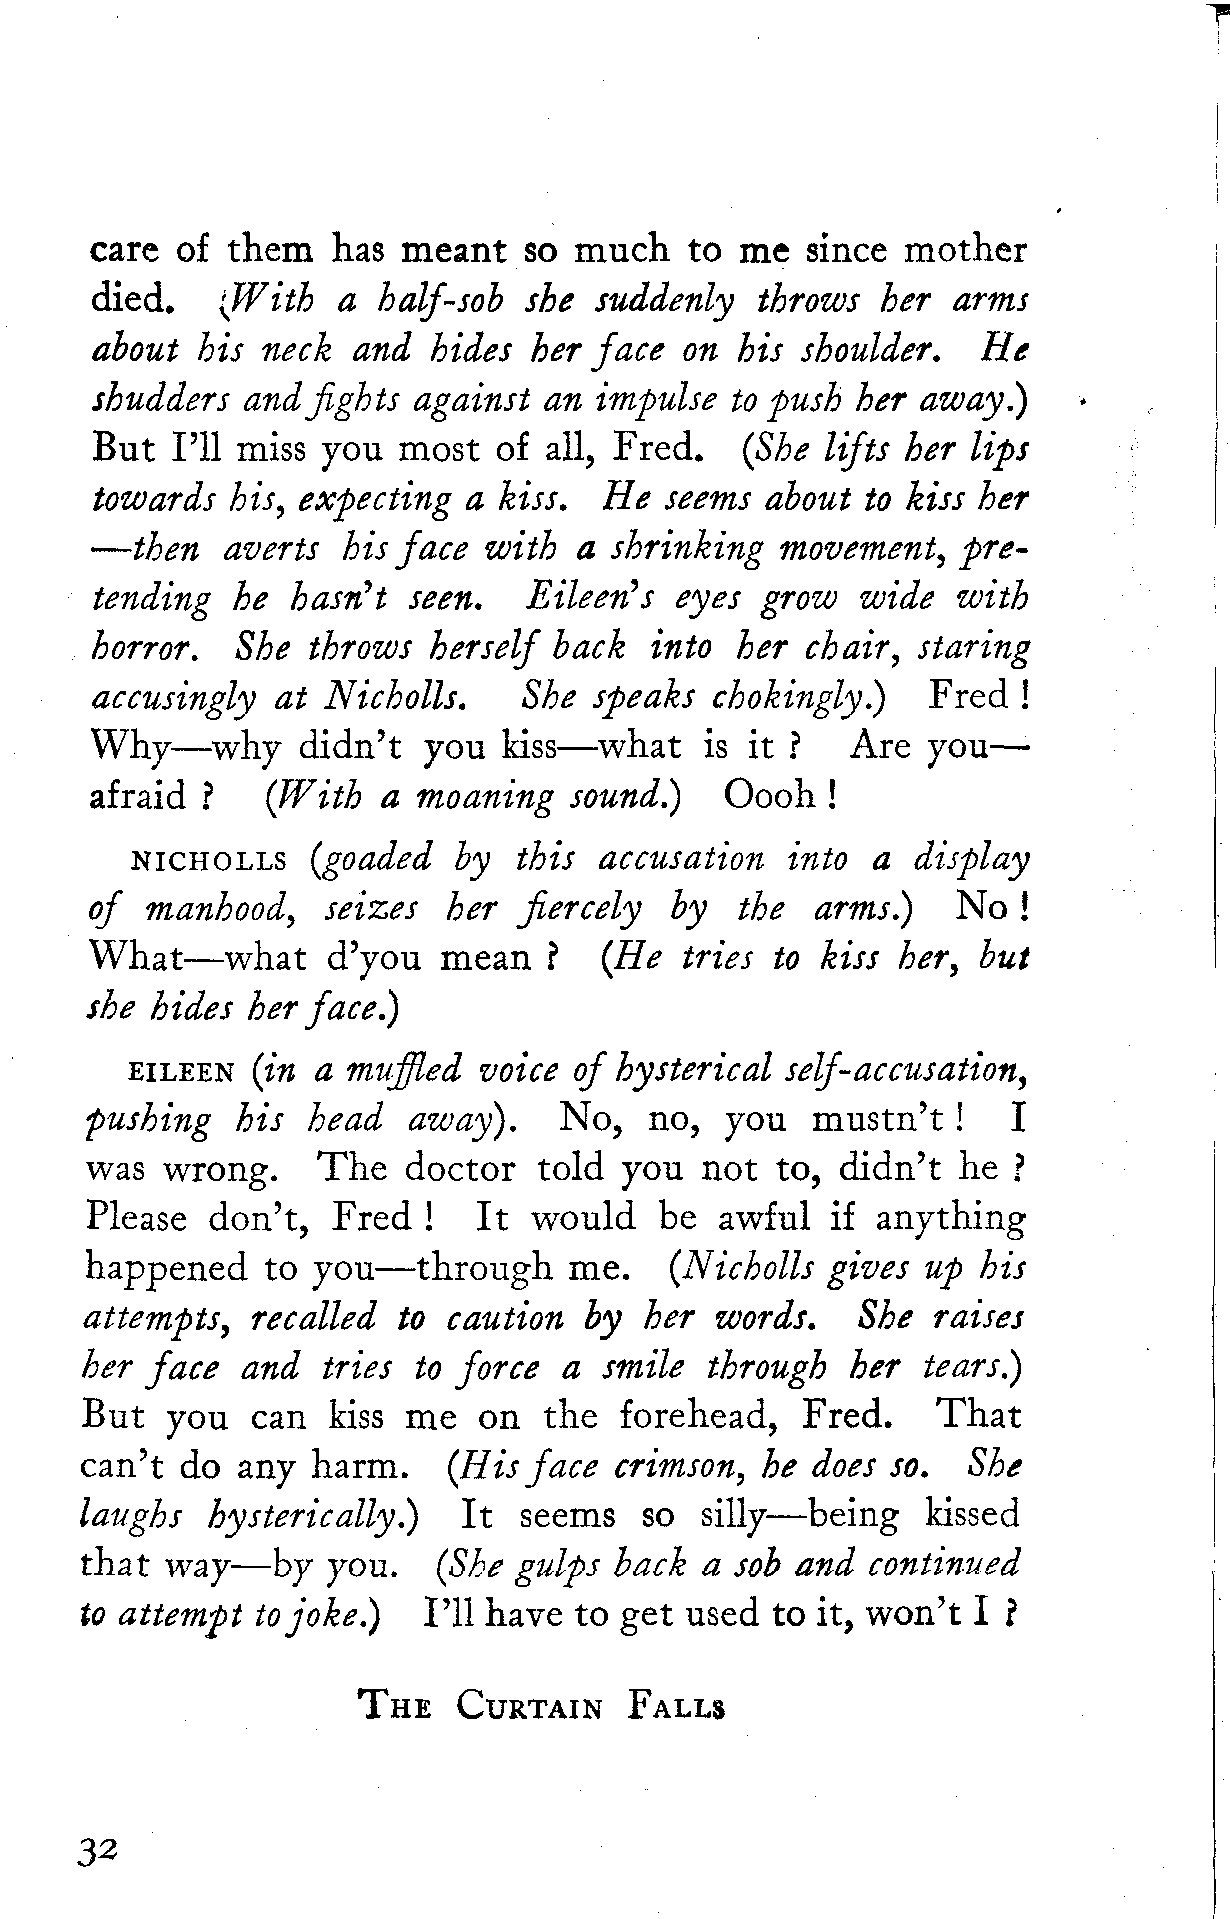 care of them has meant so much to me since mother
died. (With a half-sob she suddenly throws her arms
about his neck and hides her face on his shoulder. He
shudders and fights against an impulse to push her away.)
But I'll miss you most of all, Fred. (She lifts her lips
towards his, expecting a kiss. He seems about to kiss her
—then averts his face with a shrinking movement, pre-
tending he hasn't seen. Eileen's eyes grow wide with
horror. She throws herself back into her chair, staring
accusingly at Nicholls. She speaks chokingly.) Fred !
Why—why didn't you kiss—what is it ? Are you—
afraid ? (With a moaning sound.) Oooh !
NICHOLLS (goaded by this accusation into a display
of manhood, seizes her fiercely by the arms.) No !
What—what d'you mean ? (He tries to kiss her, but
she hides her face.)
EILEEN (in a muffled voice of hysterical self-accusation,
pushing his head away). No, no, you mustn't ! I
was wrong. The doctor told you not to, didn't he ?
Please don't, Fred ! It would be awful if anything
happened to you—through me. (Nicholls gives up his
attempts, recalled to caution by her words. She raises
her face and tries to force a smile through her tears.)
But you can kiss me on the forehead, Fred. That
can't do any harm. (His face crimson, he does so. She
laughs hysterically.) It seems so silly—being kissed
that way—by you. (She gulps back a sob and continued
to attempt to joke.) I'll have to get used to it, won't I ?
THE CURTAIN FALLS
32